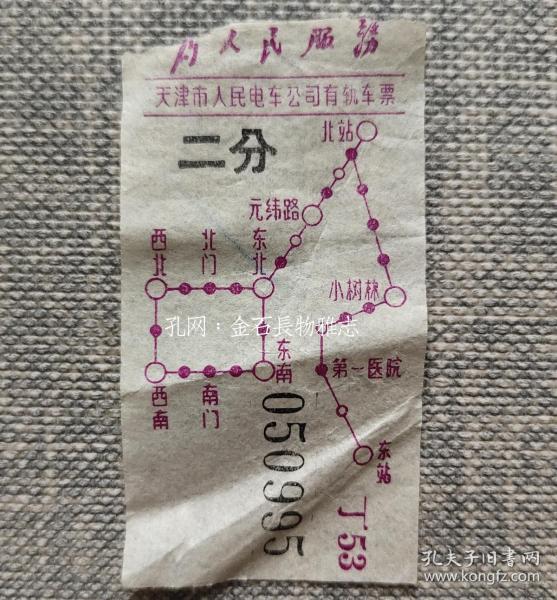 为人民服務
天津市人民电车公司有轨车票
二分
北站
元纬路
西北
北门
东北
小树林
东南
第一医院
西南
南门
东站
050995
丁53
孔网：金石長物雅志
孔夫子旧書网
www.kongfz.com